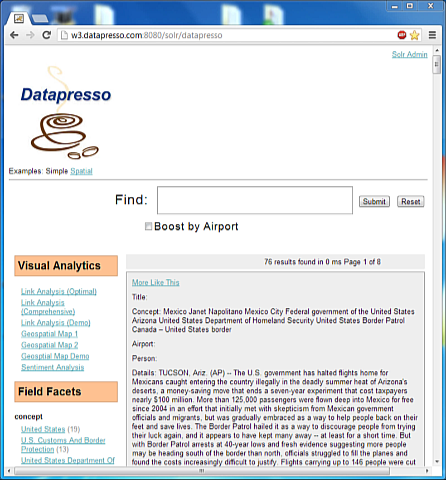 w3.datapresso.com:8080/solr/datapresso
Solr Admin
Datapresso
Examples: Simple Spatial
Find:
Submit
Reset
Boost by Airport
Visual Analytics
Link Analysis (Optimal)
Link Analysis
(Comprehensive)
Link Analysis (Demo)
Geospatial Map 1
Geospatial Map 2
Geosptial Map Demo
Sentiment Analysis
Field Facets
concept
United States (19)
U.S. Customs And Border
Protection (13)
United States Department Of
76 results found in 0 ms Page 1 of 8
More Like This
Title:
Concept: Mexico Janet Napolitano Mexico City Federal government of the United States
Arizona United States Department of Homeland Security United States Border Patrol
Canada – United States border
Airport:
Person:
Details: TUCSON, Ariz. (AP) -- The U.S. government has halted flights home for
Mexicans caught entering the country illegally in the deadly summer heat of Arizona's
deserts, a money-saving move that ends a seven-year experiment that cost taxpayers
nearly $100 million. More than 125,000 passengers were flown deep into Mexico for free
since 2004 in an effort that initially met with skepticism from Mexican government
officials and migrants, but was gradually embraced as a way to help people back on their
feet and save lives. The Border Patrol hailed it as a way to discourage people from trying
their luck again, and it appears to have kept many away -- at least for a short time. But
with Border Patrol arrests at 40-year lows and fresh evidence suggesting more people
may be heading south of the border than north, officials struggled to fill the planes and
found the costs increasingly difficult to justify. Flights carrying up to 146 people were cut